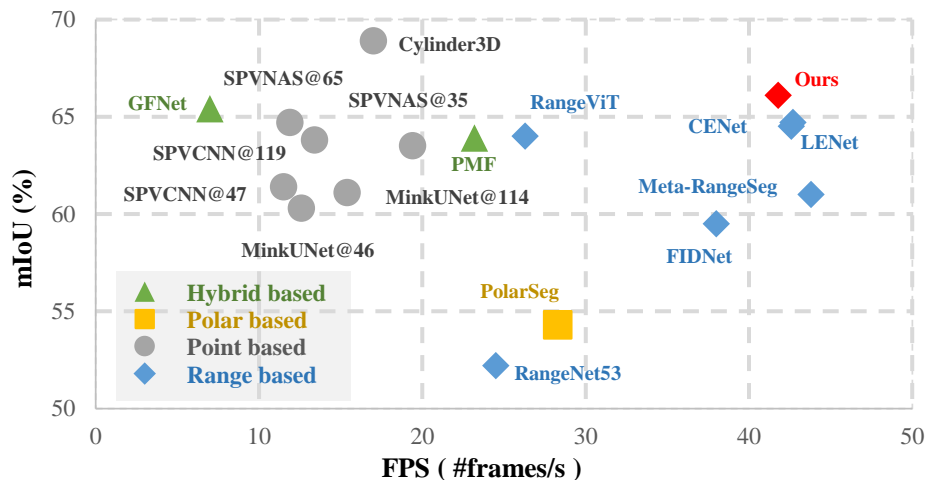 70
65
60
55
50
mIoU (%)
Cylinder3D
SPVNAS@65
GFNet
SPVNAS@35
RangeViT
Ours
CENet
LENet
SPVCNN@119
PMF
SPVCNN@47
MinkUNet@114
Meta-RangeSeg
MinkUNet@46
FIDNet
PolarSeg
RangeNet53
Hybrid based
Polar based
Point based
Range based
0 10 20 30 40 50
FPS ( #frames/s )